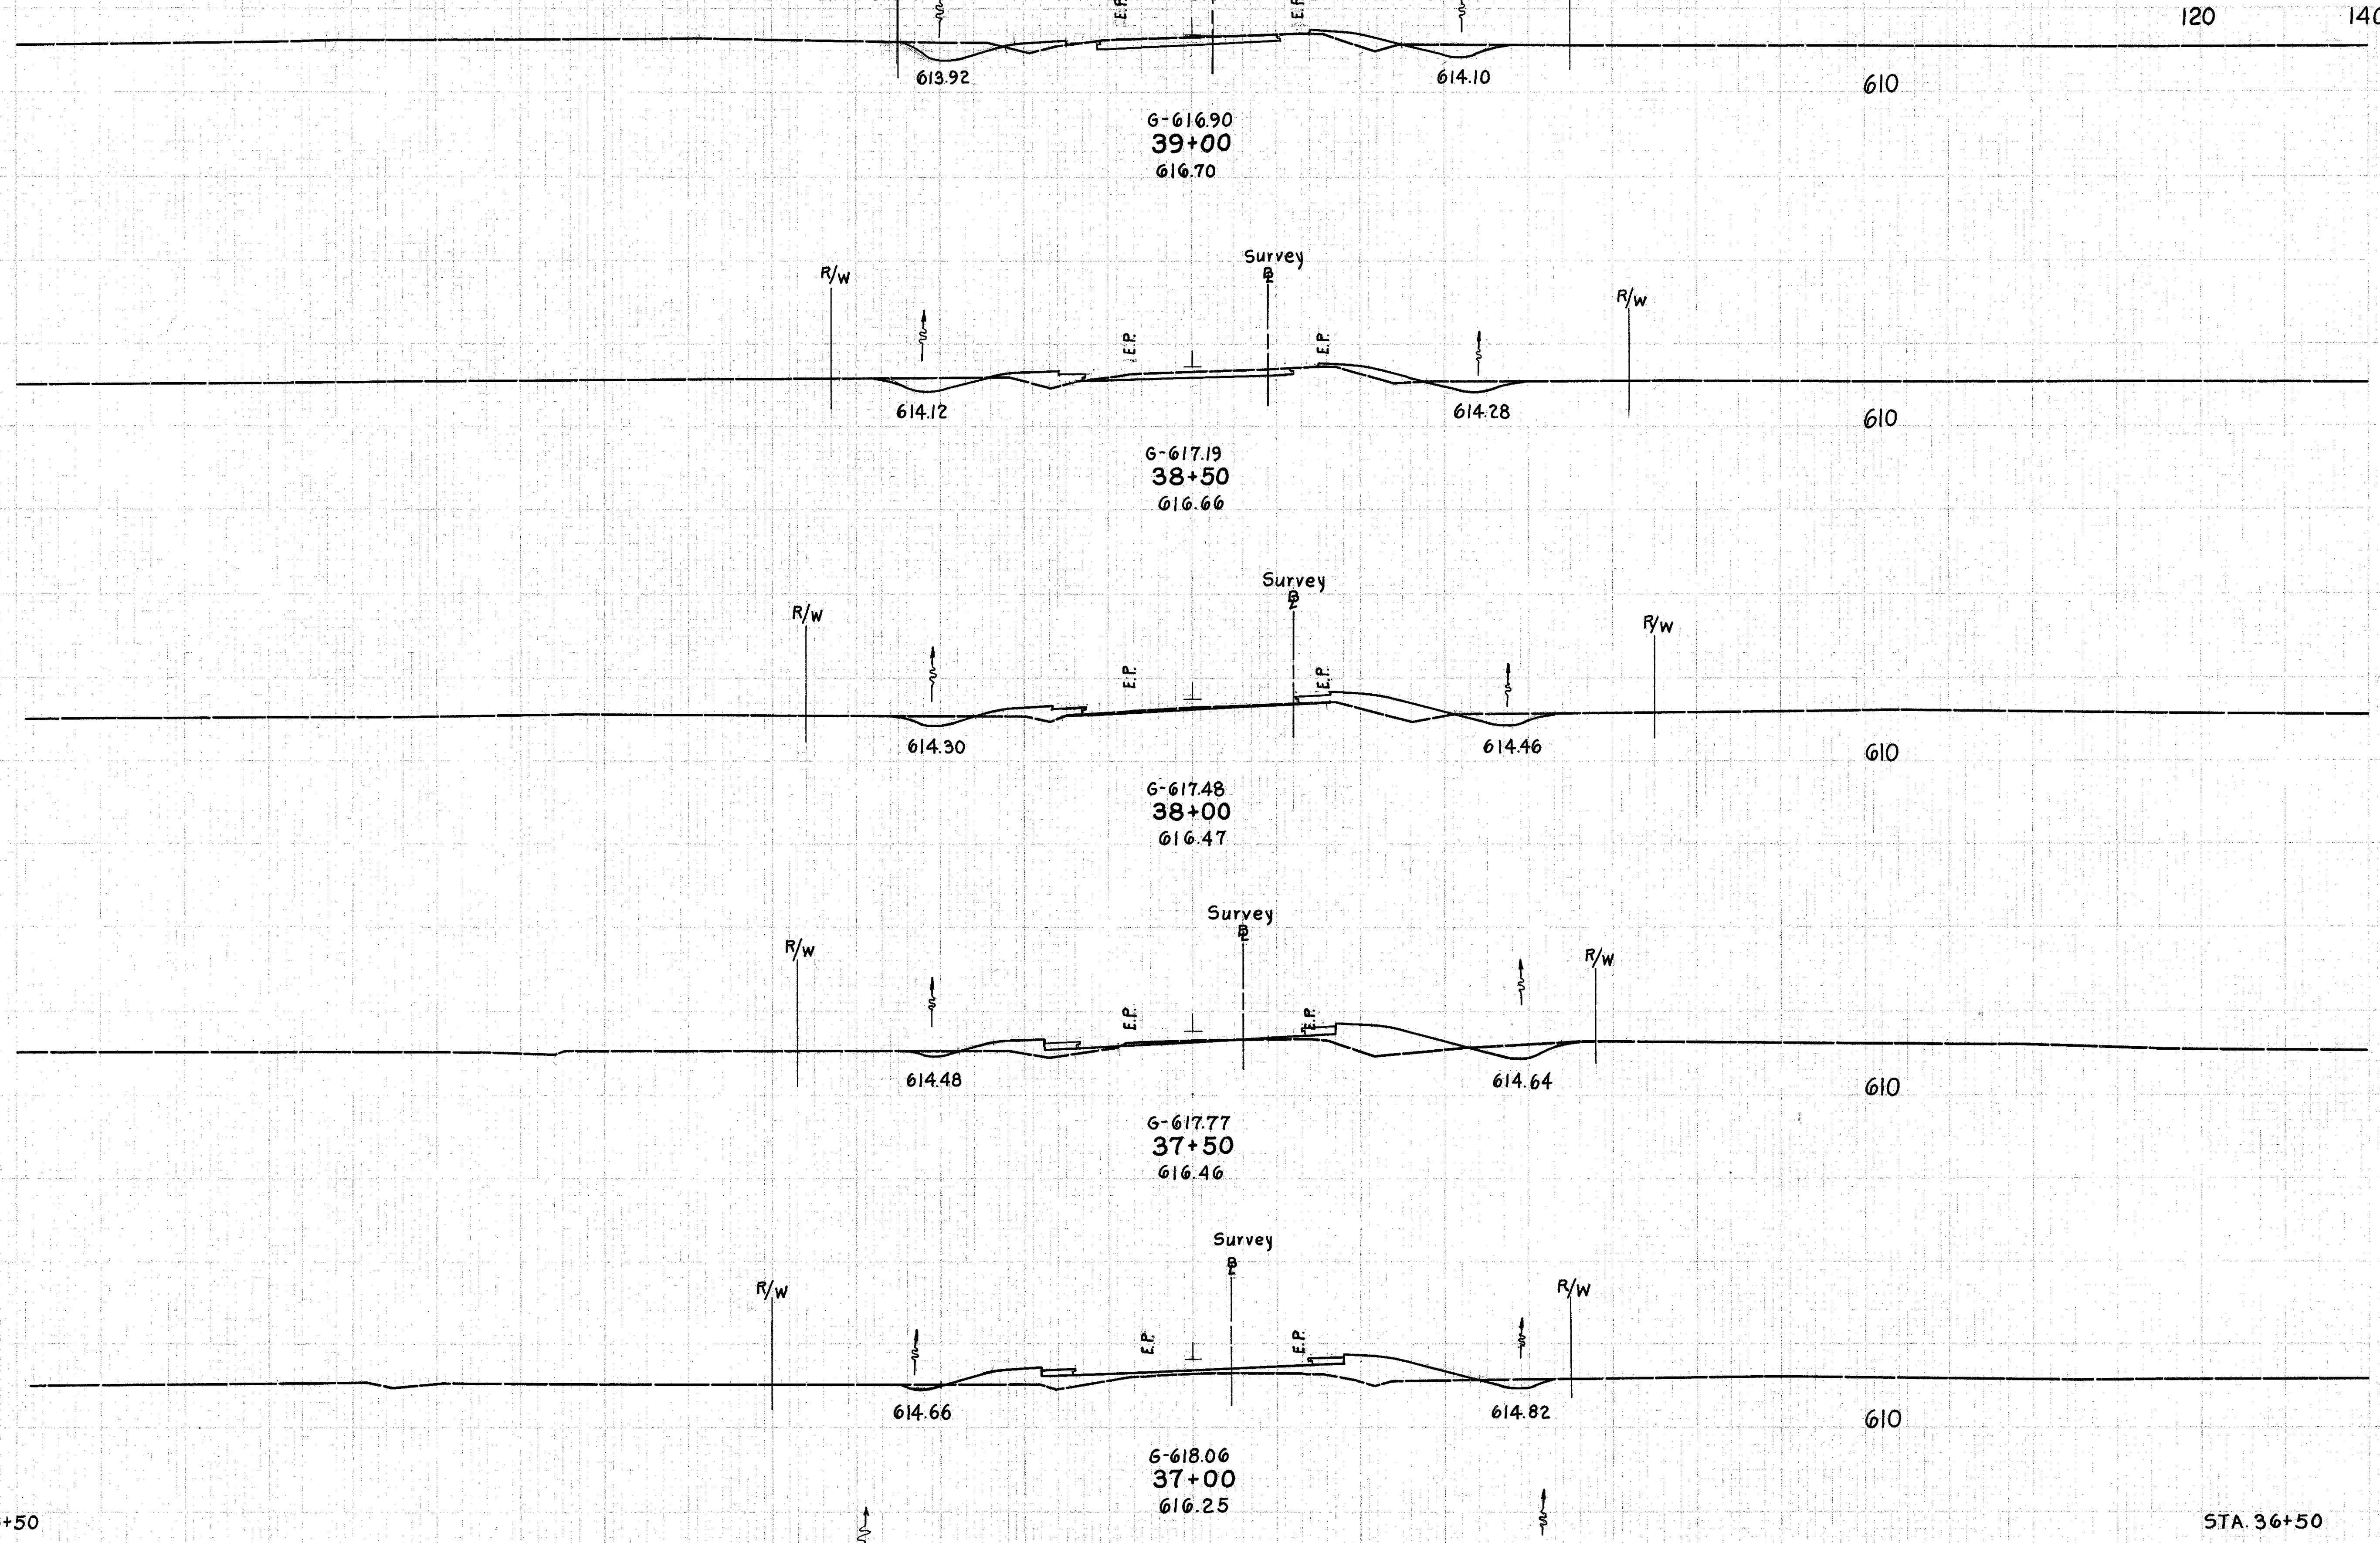 E.P. E.P. 120 140
613.92 614.10 610
G-616.90
39+00
616.70
Survey
R/W ⅊ R/W
E.P. E.P.
614.12 614.28 610
G-617.19
38+50
616.66
Survey
R/W ⅊ R/W
E.P. E.P.
614.30 614.46 610
G-617.48
38+00
616.47
Survey
R/W ⅊ R/W
E.P. E.P.
614.48 614.64 610
G-617.77
37+50
616.46
Survey
R/W ⅊ R/W
E.P. E.P.
614.66 614.82 610
G-618.06
37+00
616.25
+50 STA. 36+50